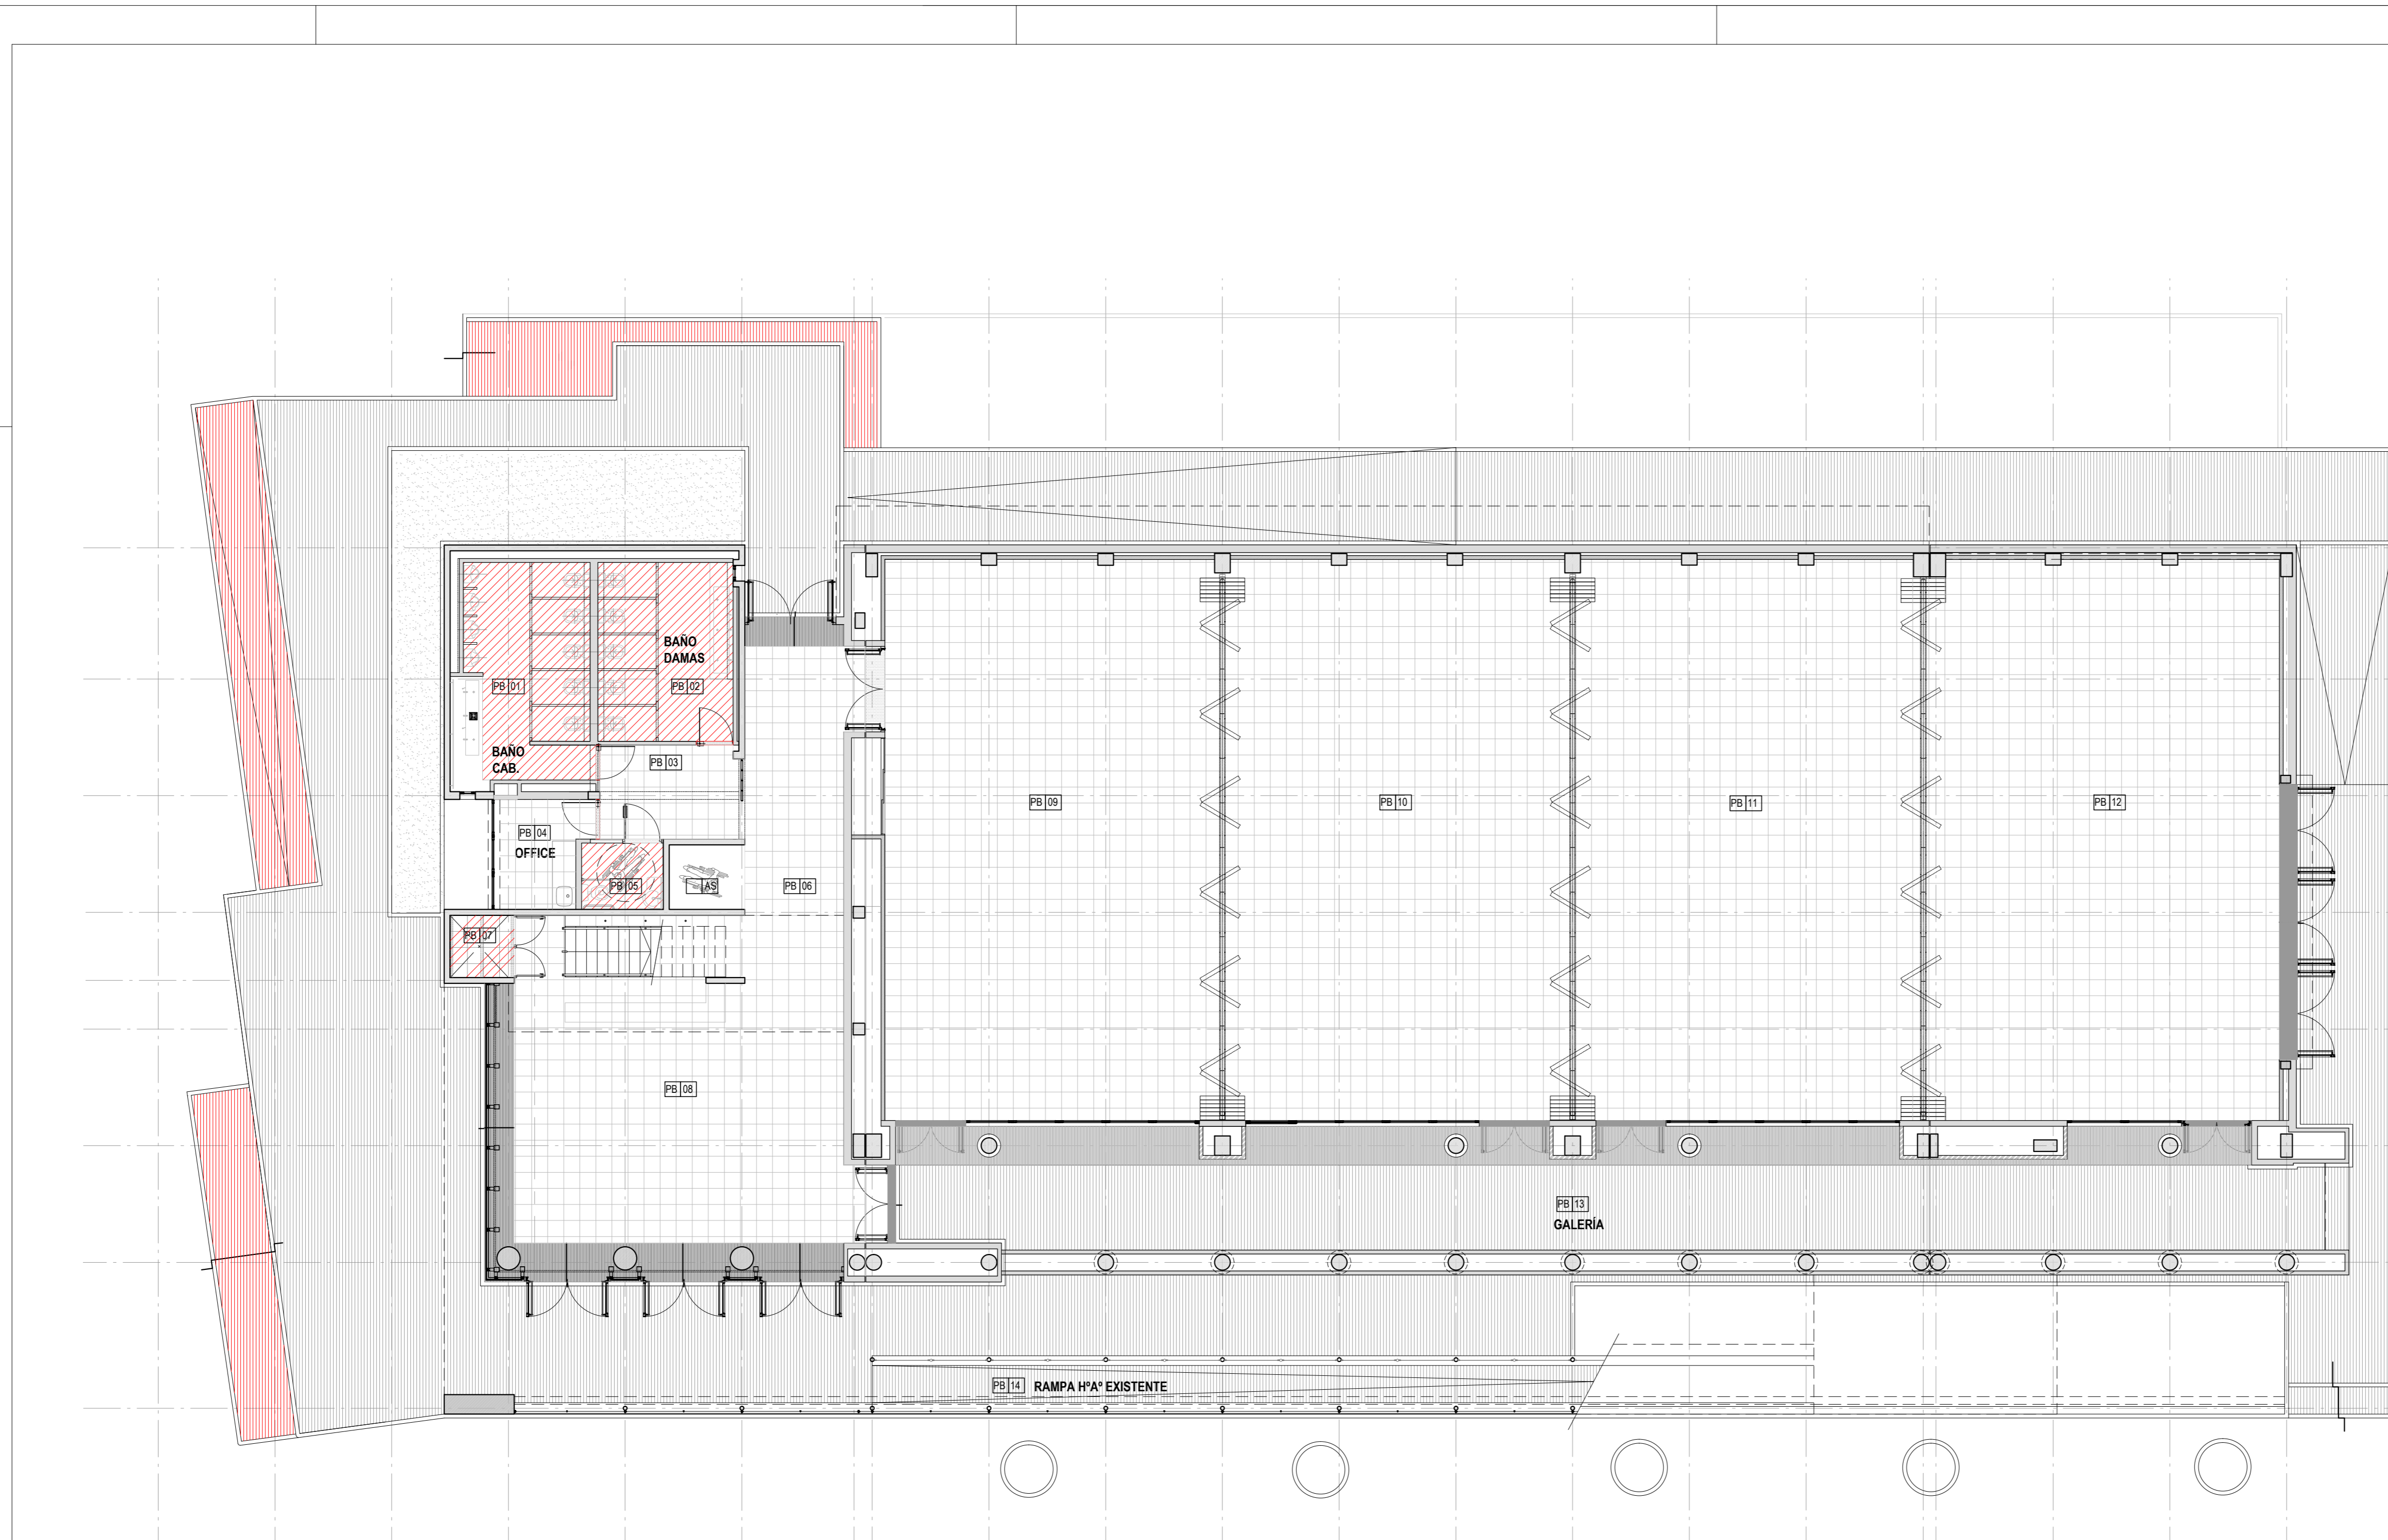 BAÑO
DAMAS
PB 01
PB 02
BAÑO
CAB.
PB 03
PB 04
OFFICE
PB 05
AS
PB 06
PB 07
PB 08
PB 09
PB 10
PB 11
PB 12
PB 13
GALERÍA
PB 14 RAMPA HºAº EXISTENTE